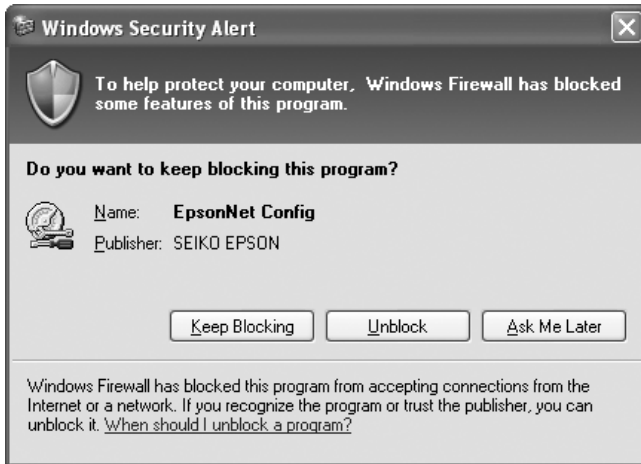 Windows Security Alert
To help protect your computer, Windows Firewall has blocked
some features of this program.
Do you want to keep blocking this program?
Name: EpsonNet Config
Publisher: SEIKO EPSON
Keep Blocking Unblock Ask Me Later
Windows Firewall has blocked this program from accepting connections from the
Internet or a network. If you recognize the program or trust the publisher, you can
unblock it. When should I unblock a program?